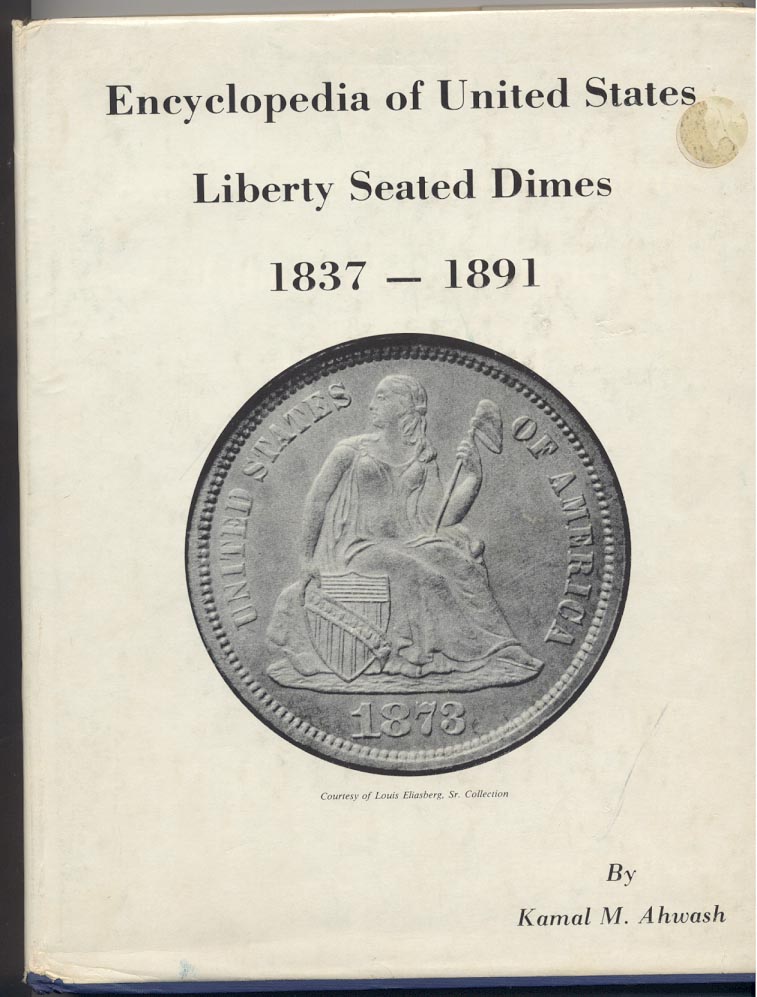 Encyclopedia of United States
Liberty Seated Dimes
1837 — 1891
UNITED STATES OF AMERICA
1873
Courtesy of Louis Eliasberg, Sr. Collection
By
Kamal M. Ahwash